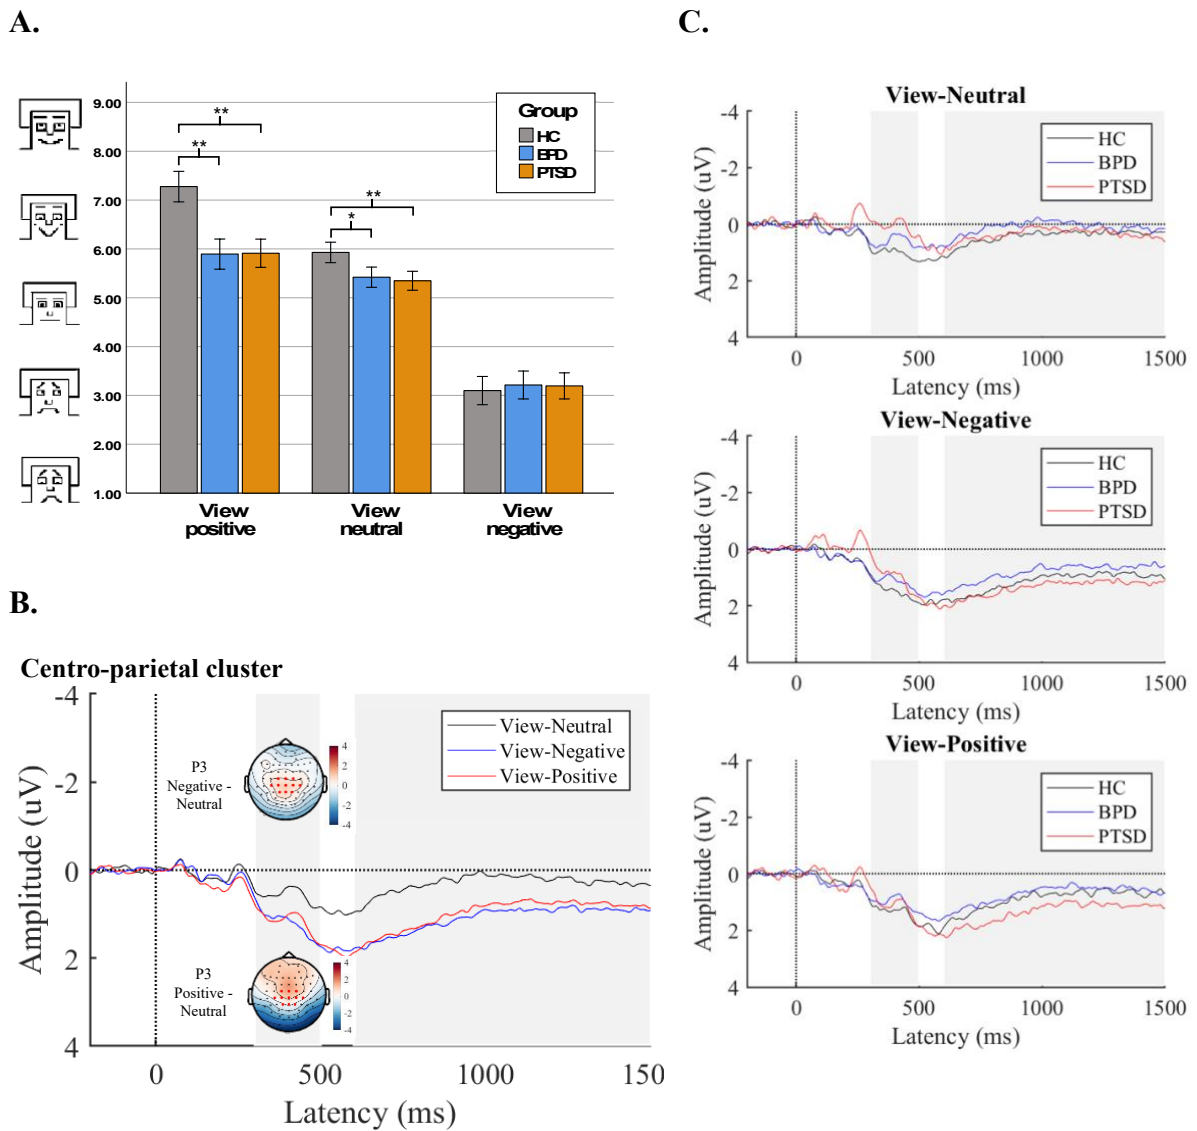 A.
9.00
8.00
7.00
6.00
5.00
4.00
3.00
2.00
1.00
**
**
**
*
Group
HC
BPD
PTSD
View positive
View neutral
View negative
B.
Centro-parietal cluster
-4
-2
0
2
4
Amplitude (uV)
P3
Negative -
Neutral
4
2
0
-2
-4
View-Neutral
View-Negative
View-Positive
P3
Positive -
Neutral
4
2
0
-2
-4
0
500
1000
150
Latency (ms)
C.
View-Neutral
-4
-2
0
2
4
Amplitude (uV)
HC
BPD
PTSD
0
500
1000
1500
Latency (ms)
View-Negative
-4
-2
0
2
4
Amplitude (uV)
HC
BPD
PTSD
0
500
1000
1500
Latency (ms)
View-Positive
-4
-2
0
2
4
Amplitude (uV)
HC
BPD
PTSD
0
500
1000
1500
Latency (ms)